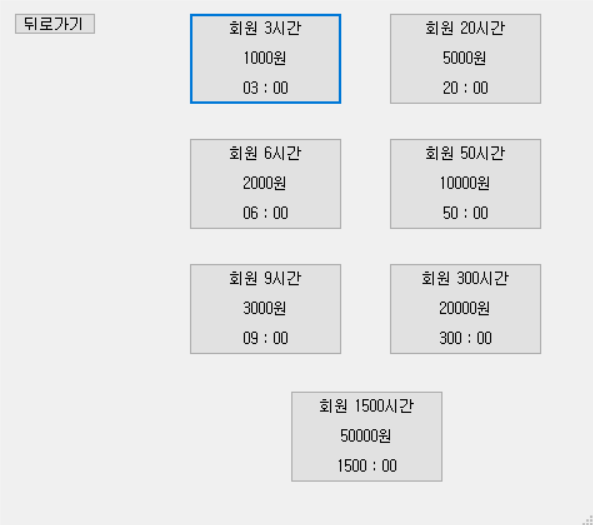 뒤로가기
회원 3시간
1000원
03 : 00
회원 20시간
5000원
20 : 00
회원 6시간
2000원
06 : 00
회원 50시간
10000원
50 : 00
회원 9시간
3000원
09 : 00
회원 300시간
20000원
300 : 00
회원 1500시간
50000원
1500 : 00